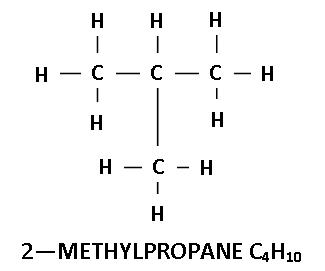 H H H
H — C — C — C — H
H H
H — C — H
H
2—METHYLPROPANE C₄H₁₀